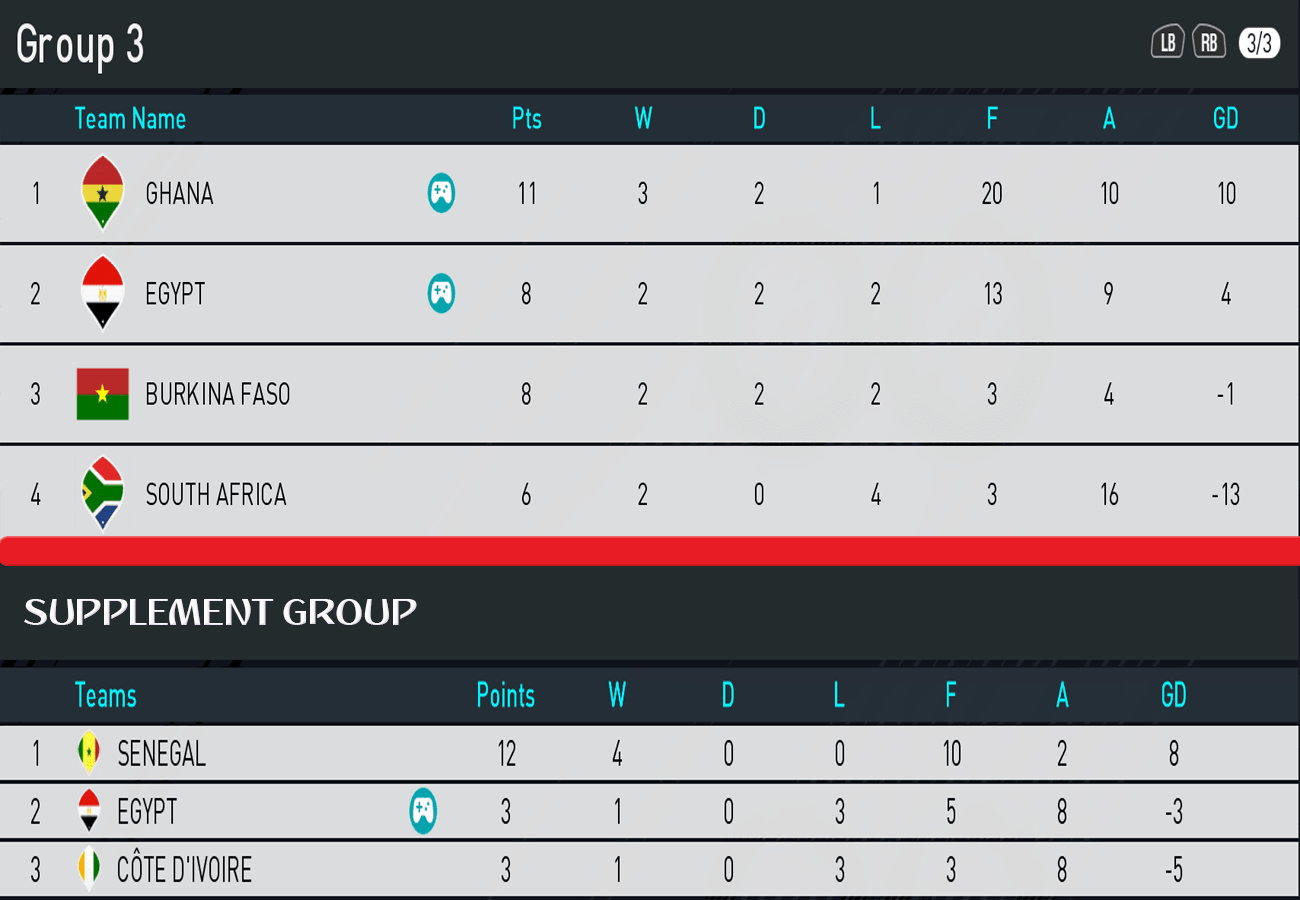 Group 3 LB RB 3/3
Team Name Pts W D L F A GD
1 GHANA 11 3 2 1 20 10 10
2 EGYPT 8 2 2 2 13 9 4
3 BURKINA FASO 8 2 2 2 3 4 -1
4 SOUTH AFRICA 6 2 0 4 3 16 -13
SUPPLEMENT GROUP
Teams Points W D L F A GD
1 SENEGAL 12 4 0 0 10 2 8
2 EGYPT 3 1 0 3 5 8 -3
3 CÔTE D'IVOIRE 3 1 0 3 3 8 -5